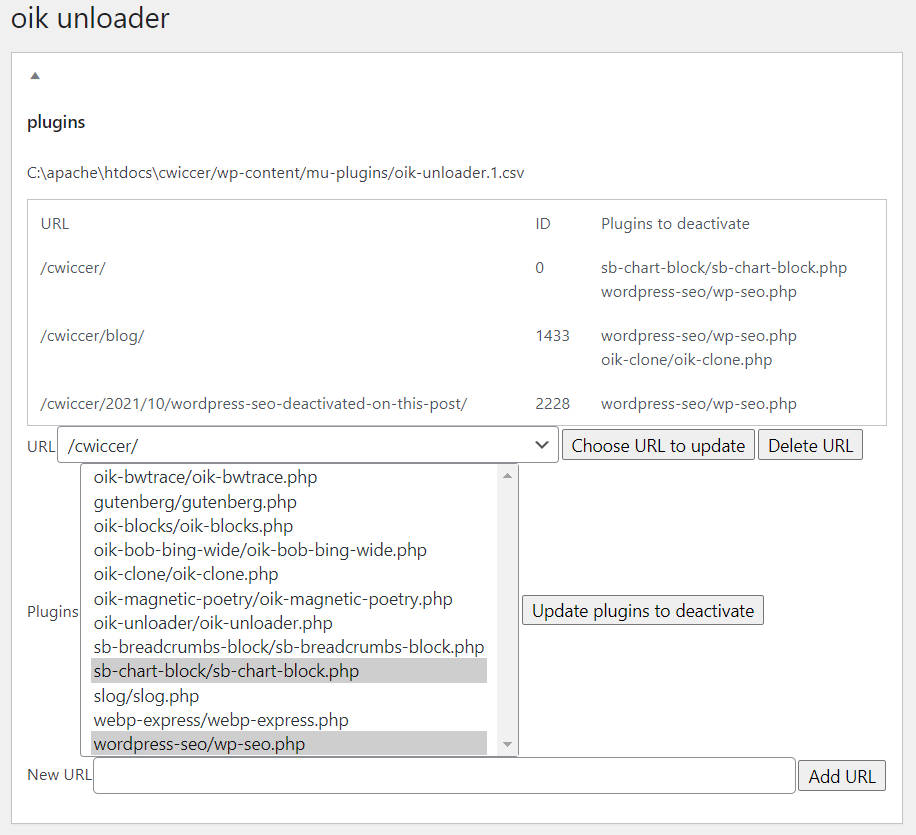 oik unloader
plugins
C:\apache\htdocs\cwiccer/wp-content/mu-plugins/oik-unloader.1.csv
URL ID Plugins to deactivate
/cwiccer/ 0 sb-chart-block/sb-chart-block.php
wordpress-seo/wp-seo.php
/cwiccer/blog/ 1433 wordpress-seo/wp-seo.php
oik-clone/oik-clone.php
/cwiccer/2021/10/wordpress-seo-deactivated-on-this-post/ 2228 wordpress-seo/wp-seo.php
URL /cwiccer/ Choose URL to update Delete URL
oik-bwtrace/oik-bwtrace.php
gutenberg/gutenberg.php
oik-blocks/oik-blocks.php
oik-bob-bing-wide/oik-bob-bing-wide.php
oik-clone/oik-clone.php
oik-magnetic-poetry/oik-magnetic-poetry.php
Plugins Update plugins to deactivate
oik-unloader/oik-unloader.php
sb-breadcrumbs-block/sb-breadcrumbs-block.php
sb-chart-block/sb-chart-block.php
slog/slog.php
webp-express/webp-express.php
wordpress-seo/wp-seo.php
New URL Add URL